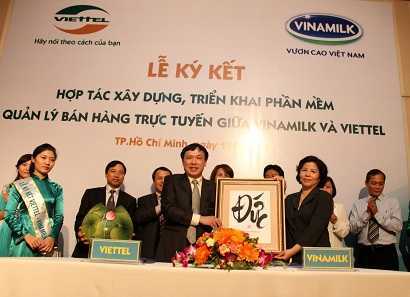 VIETTEL
Hãy nói theo cách của bạn
VINAMILK
VƯƠN CAO VIỆT NAM
LỄ KÝ KẾT
HỢP TÁC XÂY DỰNG, TRIỂN KHAI PHẦN MỀM
QUẢN LÝ BÁN HÀNG TRỰC TUYẾN GIỮA VINAMILK VÀ VIETTEL
TP.Hồ Chí Minh, ngày
Đức
VIETTEL
VINAMILK